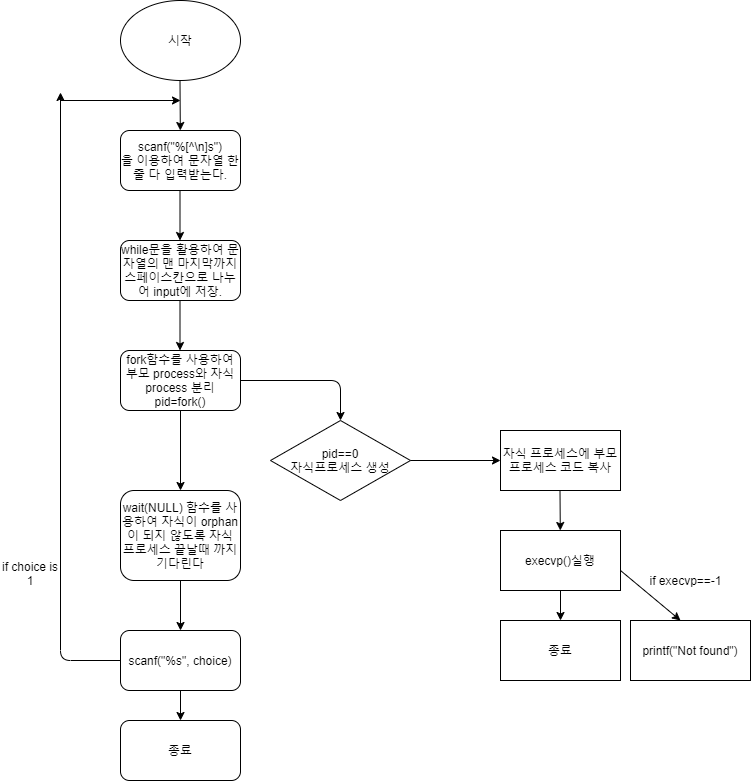 시작
scanf("%[^\n]s")
을 이용하여 문자열 한
줄 다 입력받는다.
while문을 활용하여 문
자열의 맨 마지막까지
스페이스칸으로 나누
어 input에 저장.
fork함수를 사용하여
부모 process와 자식
process 분리
pid=fork()
pid==0
자식프로세스 생성
자식 프로세스에 부모
프로세스 코드 복사
wait(NULL) 함수를 사
용하여 자식이 orphan
이 되지 않도록 자식
프로세스 끝날때 까지
기다린다
execvp()실행
if execvp==-1
if choice is
1
종료
printf("Not found")
scanf("%s", choice)
종료